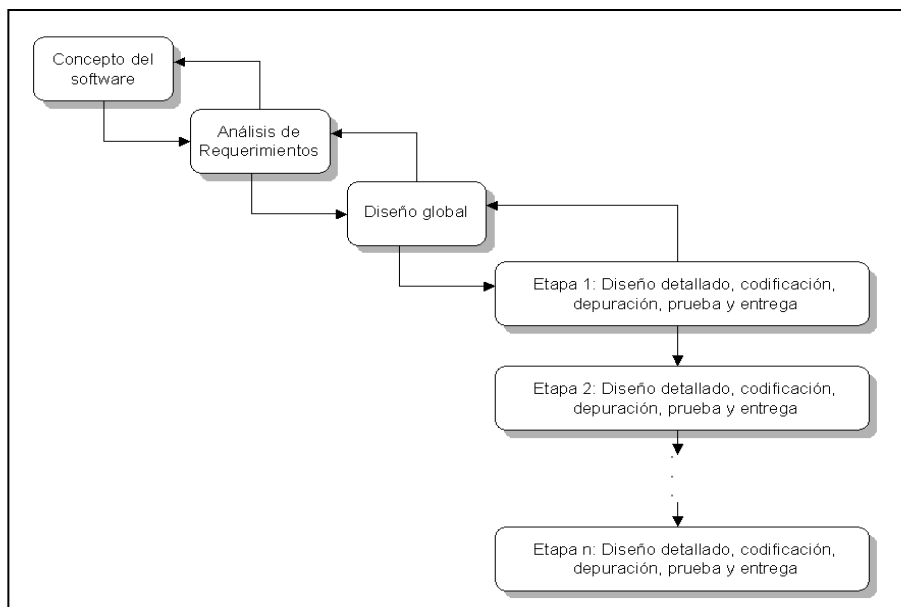 Concepto del
software
Análisis de
Requerimientos
Diseño global
Etapa 1: Diseño detallado, codificación,
depuración, prueba y entrega
Etapa 2: Diseño detallado, codificación,
depuración, prueba y entrega
Etapa n: Diseño detallado, codificación,
depuración, prueba y entrega